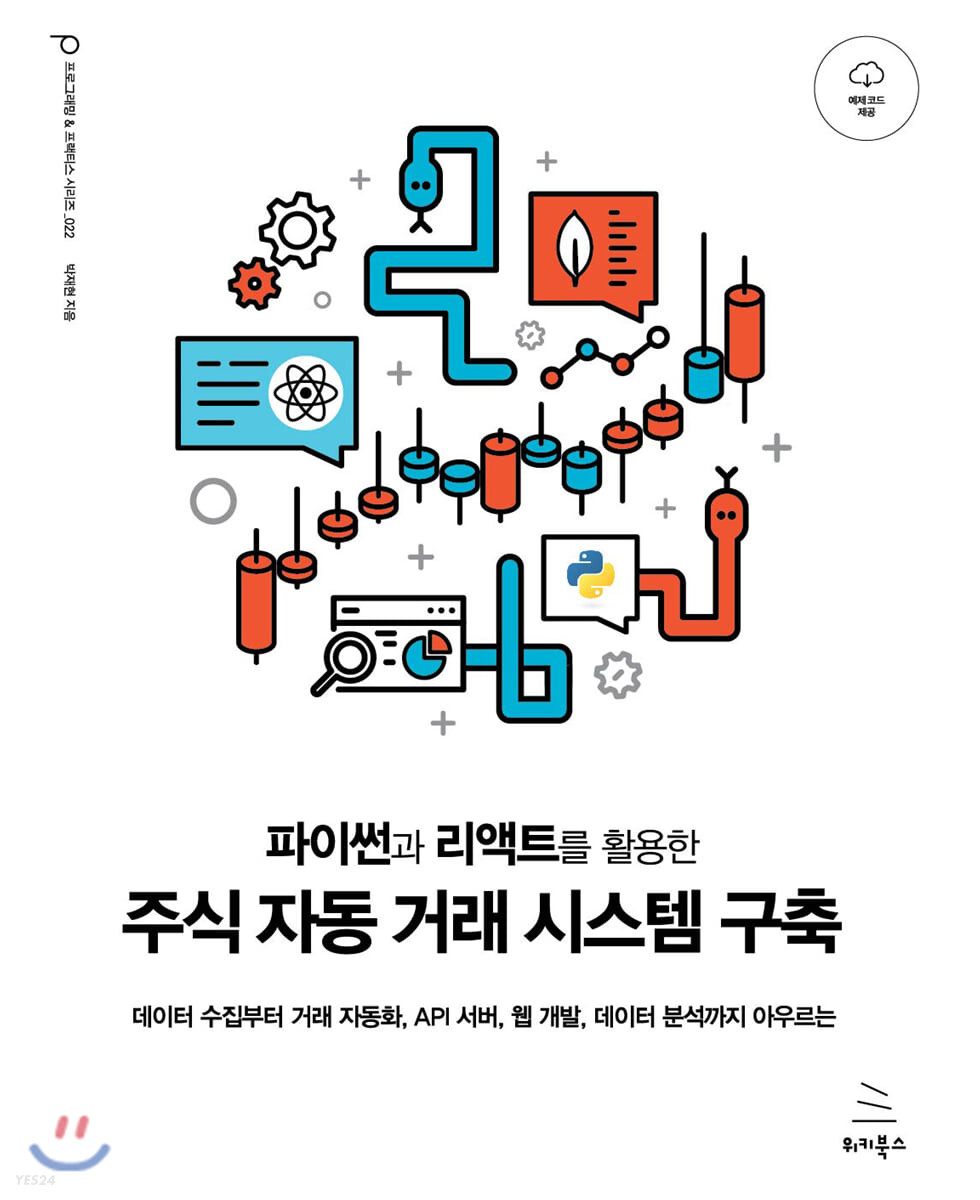 프로그래밍 & 프랙티스 시리즈_022 박재현 지음
예제 코드
제공
파이썬과 리액트를 활용한
주식 자동 거래 시스템 구축
데이터 수집부터 거래 자동화, API 서버, 웹 개발, 데이터 분석까지 아우르는
위키북스
YES24